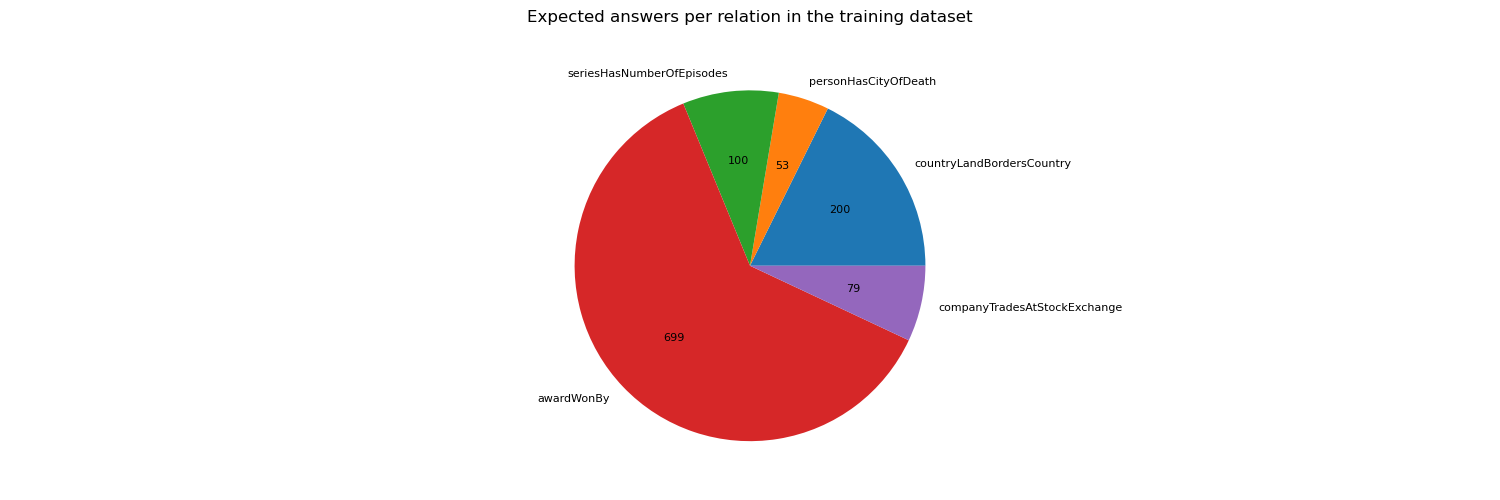 Expected answers per relation in the training dataset
seriesHasNumberOfEpisodes
personHasCityOfDeath
countryLandBordersCountry
100
53
200
79
companyTradesAtStockExchange
699
awardWonBy